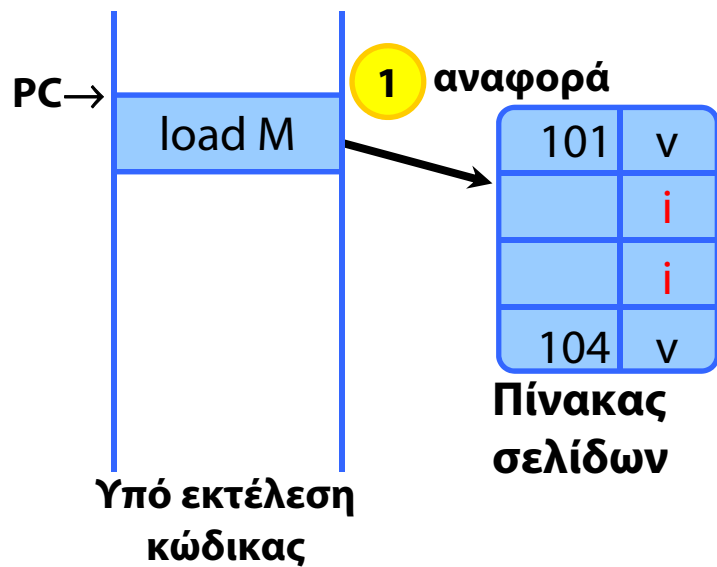 PC→
load M
1 αναφορά
101 v
i
i
104 v
Πίνακας
σελίδων
Υπό εκτέλεση
κώδικας